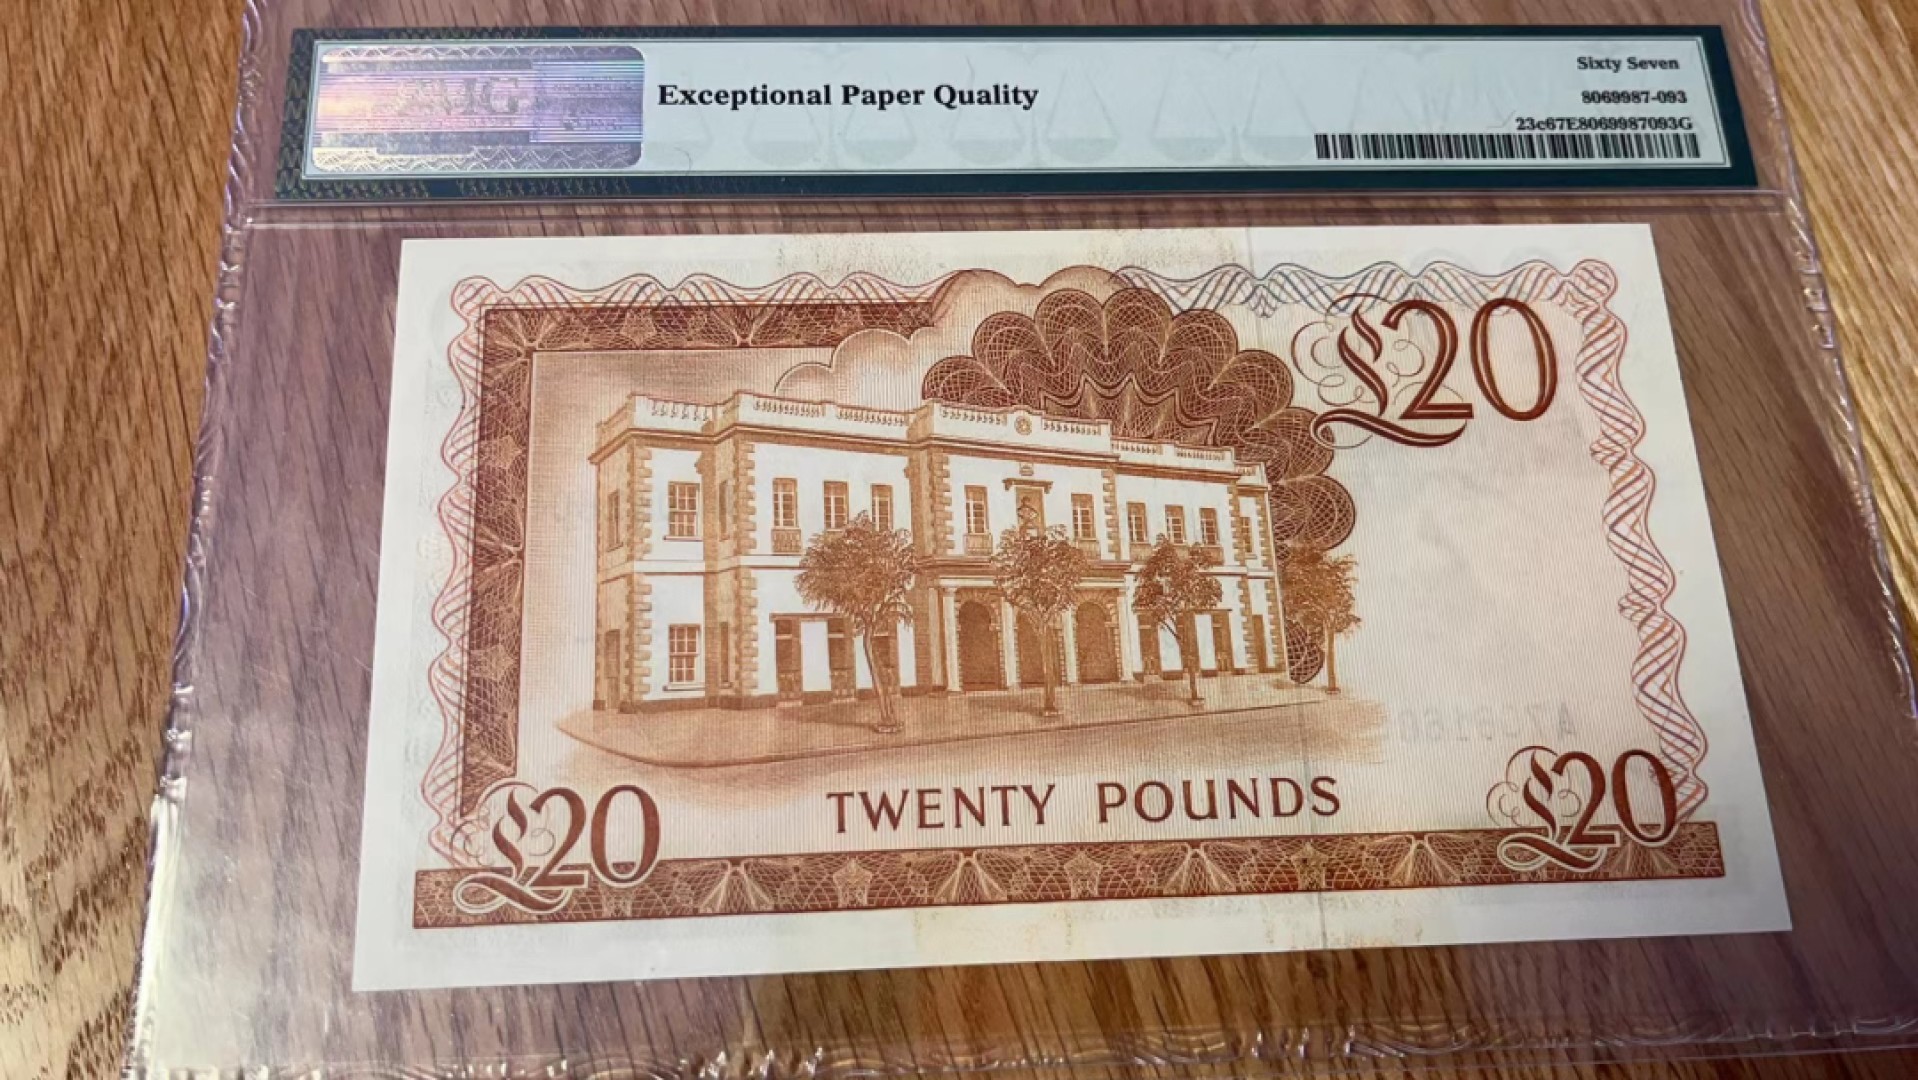 Exceptional Paper Quality
Sixty Seven
8069987-093
23c67E8069987093G
£20
TWENTY POUNDS
£20
£20